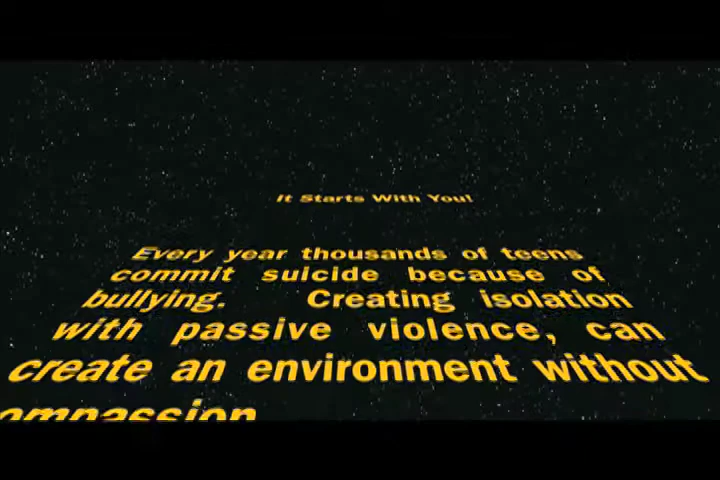 It Starts With You!
Every year thousands of teens
commit suicide because of
bullying. Creating isolation
with passive violence, can
create an environment without
ompassion